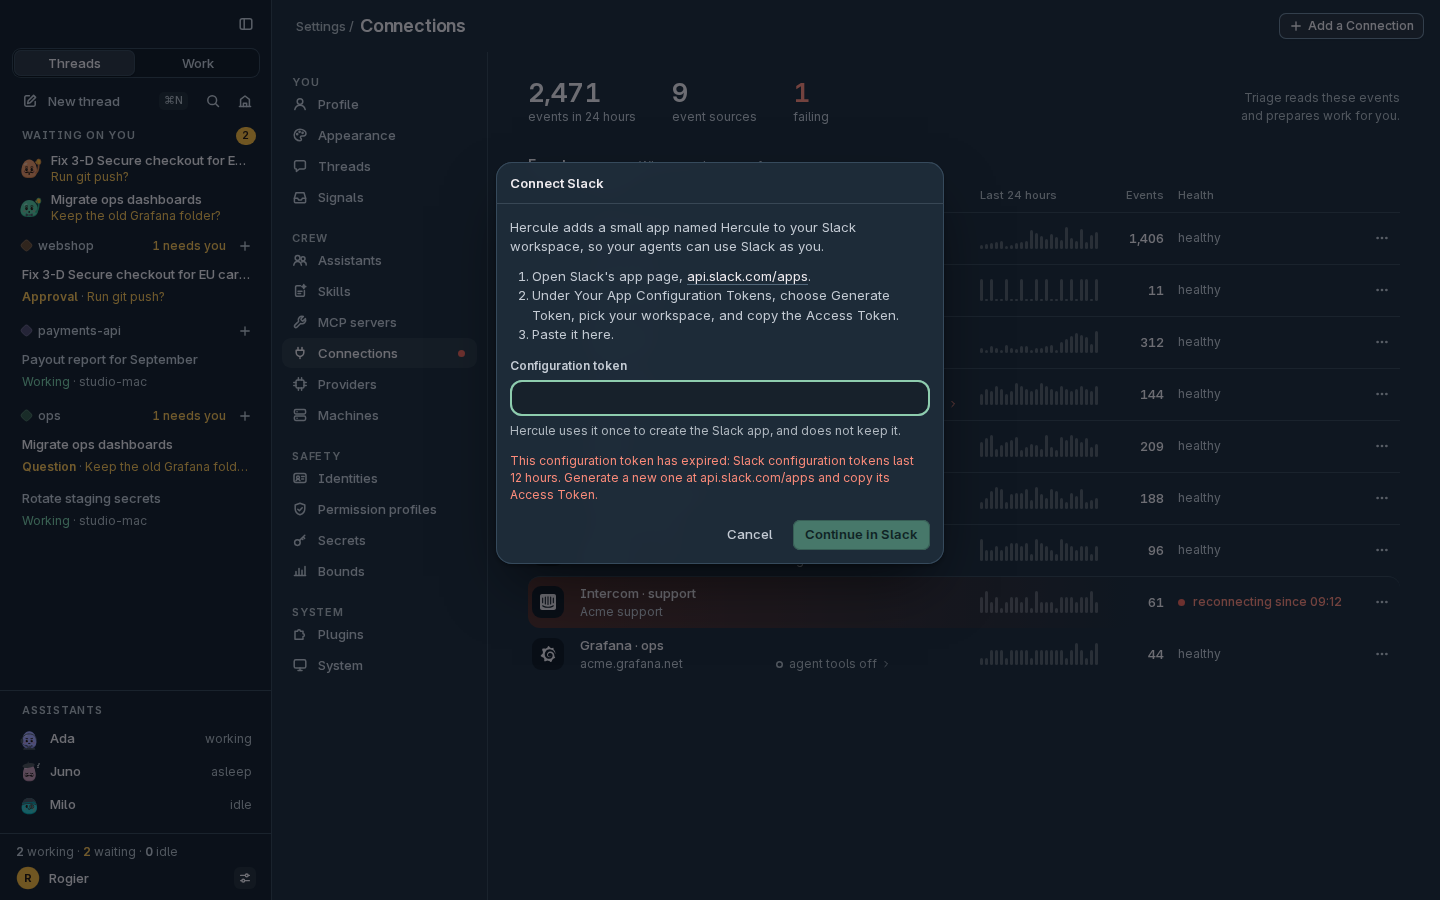 Threads
Work
New thread
⌘N
WAITING ON YOU
2
Fix 3-D Secure checkout for E...
Run git push?
Migrate ops dashboards
Keep the old Grafana folder?
webshop
1 needs you
Fix 3-D Secure checkout for EU car...
Approval · Run git push?
payments-api
Payout report for September
Working · studio-mac
ops
1 needs you
Migrate ops dashboards
Question · Keep the old Grafana fold...
Rotate staging secrets
Working · studio-mac
ASSISTANTS
Ada
working
Juno
asleep
Milo
idle
2 working · 2 waiting · 0 idle
R
Rogier
Settings / Connections
Add a Connection
YOU
Profile
Appearance
Threads
Signals
CREW
Assistants
Skills
MCP servers
Connections
Providers
Machines
SAFETY
Identities
Permission profiles
Secrets
Bounds
SYSTEM
Plugins
System
2,471
events in 24 hours
9
event sources
1
failing
Triage reads these events
and prepares work for you.
Last 24 hours
Events
Health
1,406
healthy
11
healthy
312
healthy
144
healthy
209
healthy
188
healthy
96
healthy
Intercom · support
Acme support
61
reconnecting since 09:12
Grafana · ops
acme.grafana.net
agent tools off
44
healthy
Connect Slack
Hercule adds a small app named Hercule to your Slack
workspace, so your agents can use Slack as you.
1. Open Slack's app page, api.slack.com/apps.
2. Under Your App Configuration Tokens, choose Generate
Token, pick your workspace, and copy the Access Token.
3. Paste it here.
Configuration token
Hercule uses it once to create the Slack app, and does not keep it.
This configuration token has expired: Slack configuration tokens last
12 hours. Generate a new one at api.slack.com/apps and copy its
Access Token.
Cancel
Continue in Slack